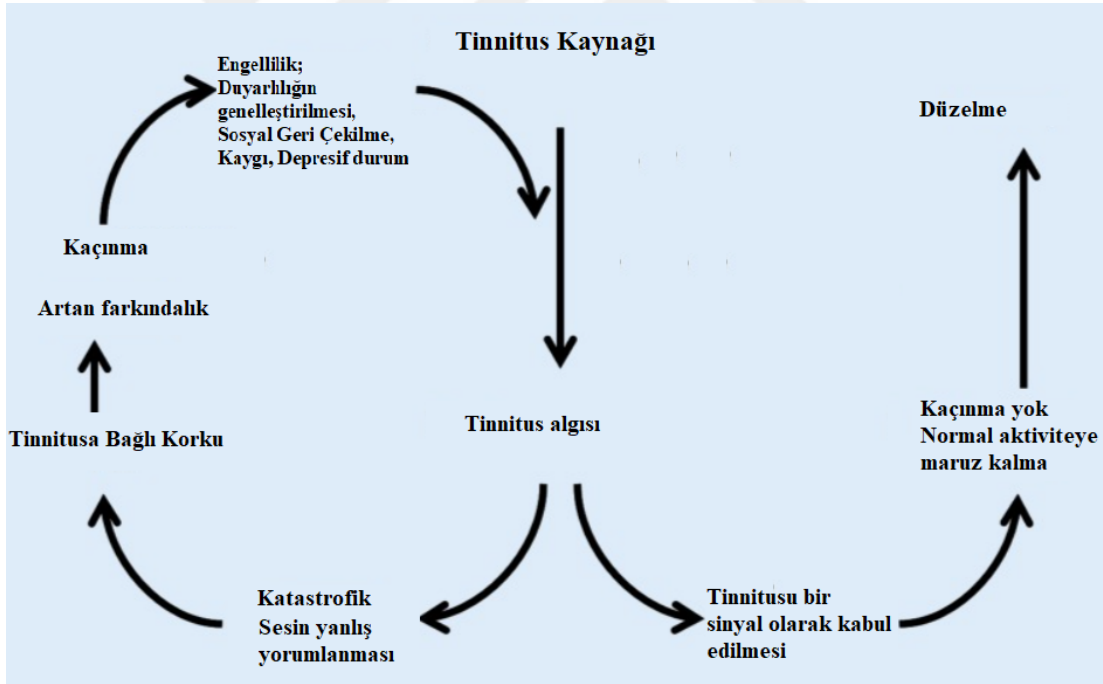 Tinnitus Kaynağı
Engellilik;
Duyarlılığın
genelleştirilmesi,
Sosyal Geri Çekilme,
Kaygı, Depresif durum
Düzelme
Kaçınma
Artan farkındalık
Tinnitusa Bağlı Korku
Tinnitus algısı
Kaçınma yok
Normal aktiviteye
maruz kalma
Katastrofik
Sesin yanlış
yorumlanması
Tinnitusu bir
sinyal olarak kabul
edilmesi